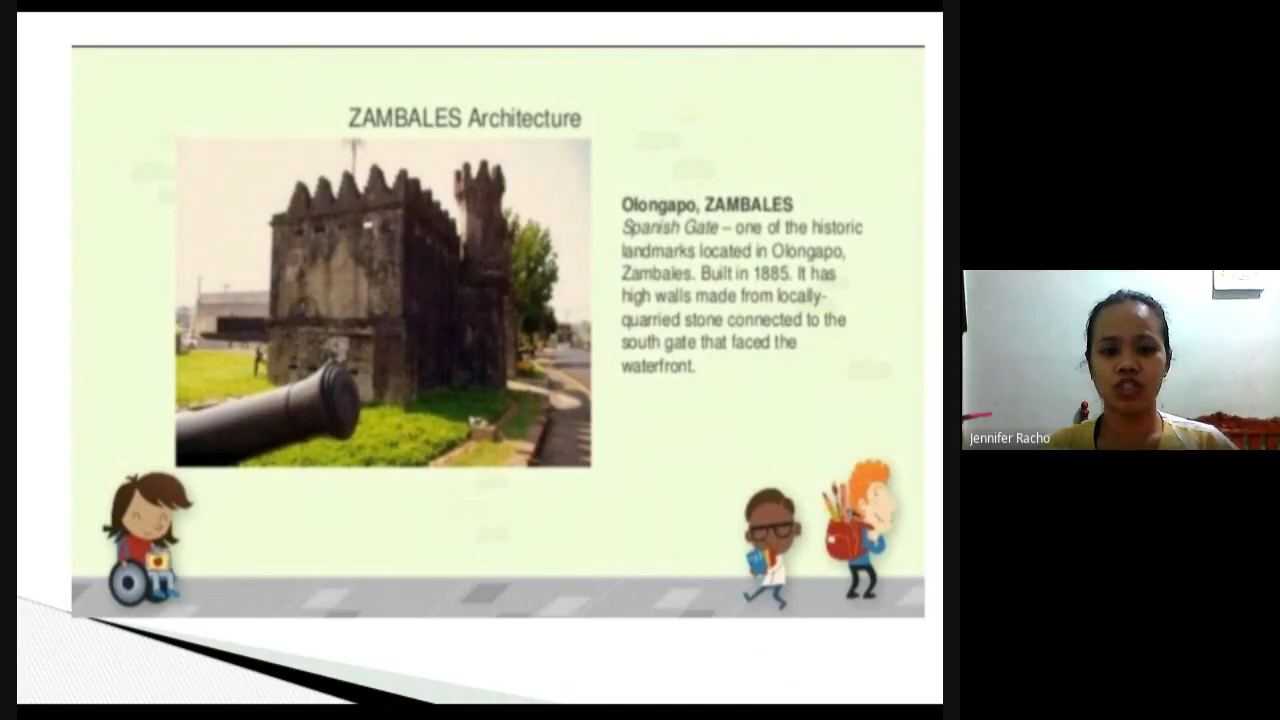 ZAMBALES Architecture
Olongapo, ZAMBALES
Spanish Gate – one of the historic
landmarks located in Olongapo,
Zambales. Built in 1885. It has
high walls made from locally-
quarried stone connected to the
south gate that faced the
waterfront.
Jennifer Racho